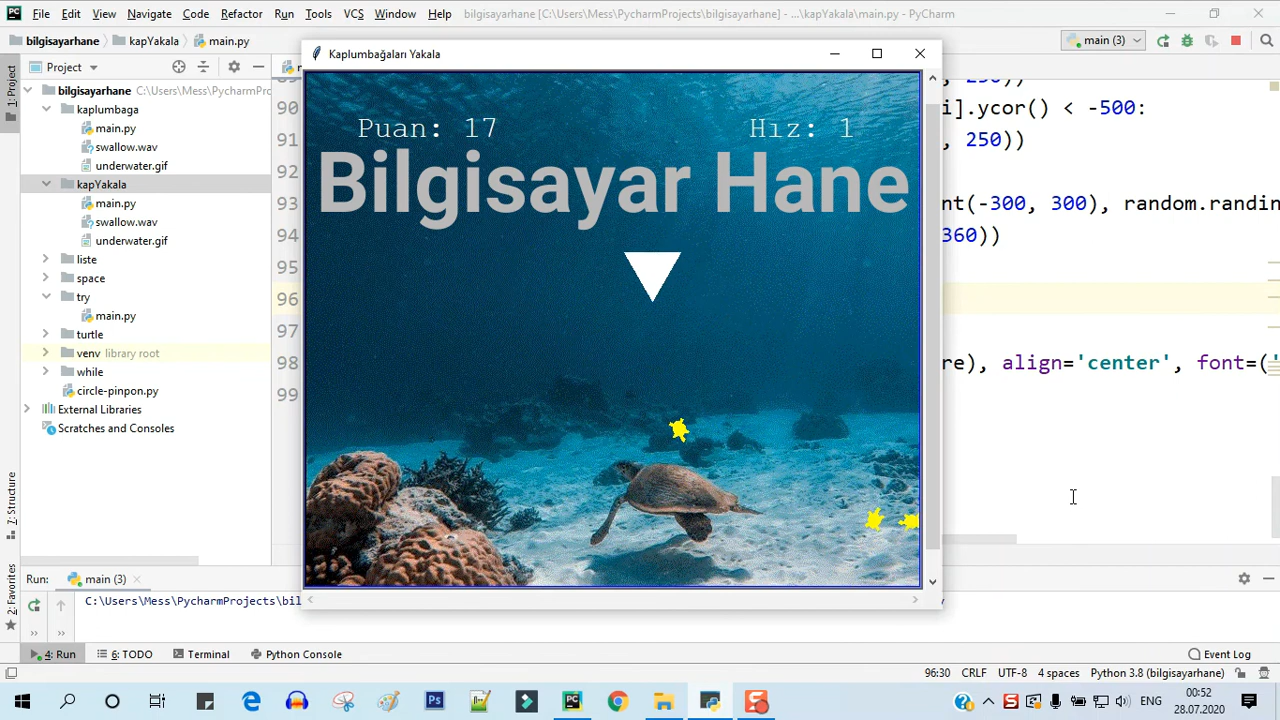 File Edit View Navigate Code Refactor Run Tools VCS Window Help bilgisayarhane [C:\Users\Mess\PycharmProjects\bilgisayarhane] - ...\kapYakala\main.py - PyCharm
bilgisayarhane kapYakala main.py main (3)
Kaplumbağaları Yakala
1: Project
Project
bilgisayarhane C:\Users\Mess\PycharmPro
kaplumbaga
main.py
swallow.wav
underwater.gif
kapYakala
main.py
swallow.wav
underwater.gif
liste
space
try
main.py
turtle
venv library root
while
circle-pinpon.py
External Libraries
Scratches and Consoles
Puan: 17 Hız: 1
Bilgisayar Hane
90 i].ycor() < -500:
91 , 250))
92
93 nt(-300, 300), random.randin
94 360))
95
96
97
98 re), align='center', font=('
99
7: Structure
2: Favorites
Run: main (3)
C:\Users\Mess\PycharmProjects\bil
4: Run 6: TODO Terminal Python Console Event Log
96:30 CRLF UTF-8 4 spaces Python 3.8 (bilgisayarhane)
ENG 00:52
28.07.2020